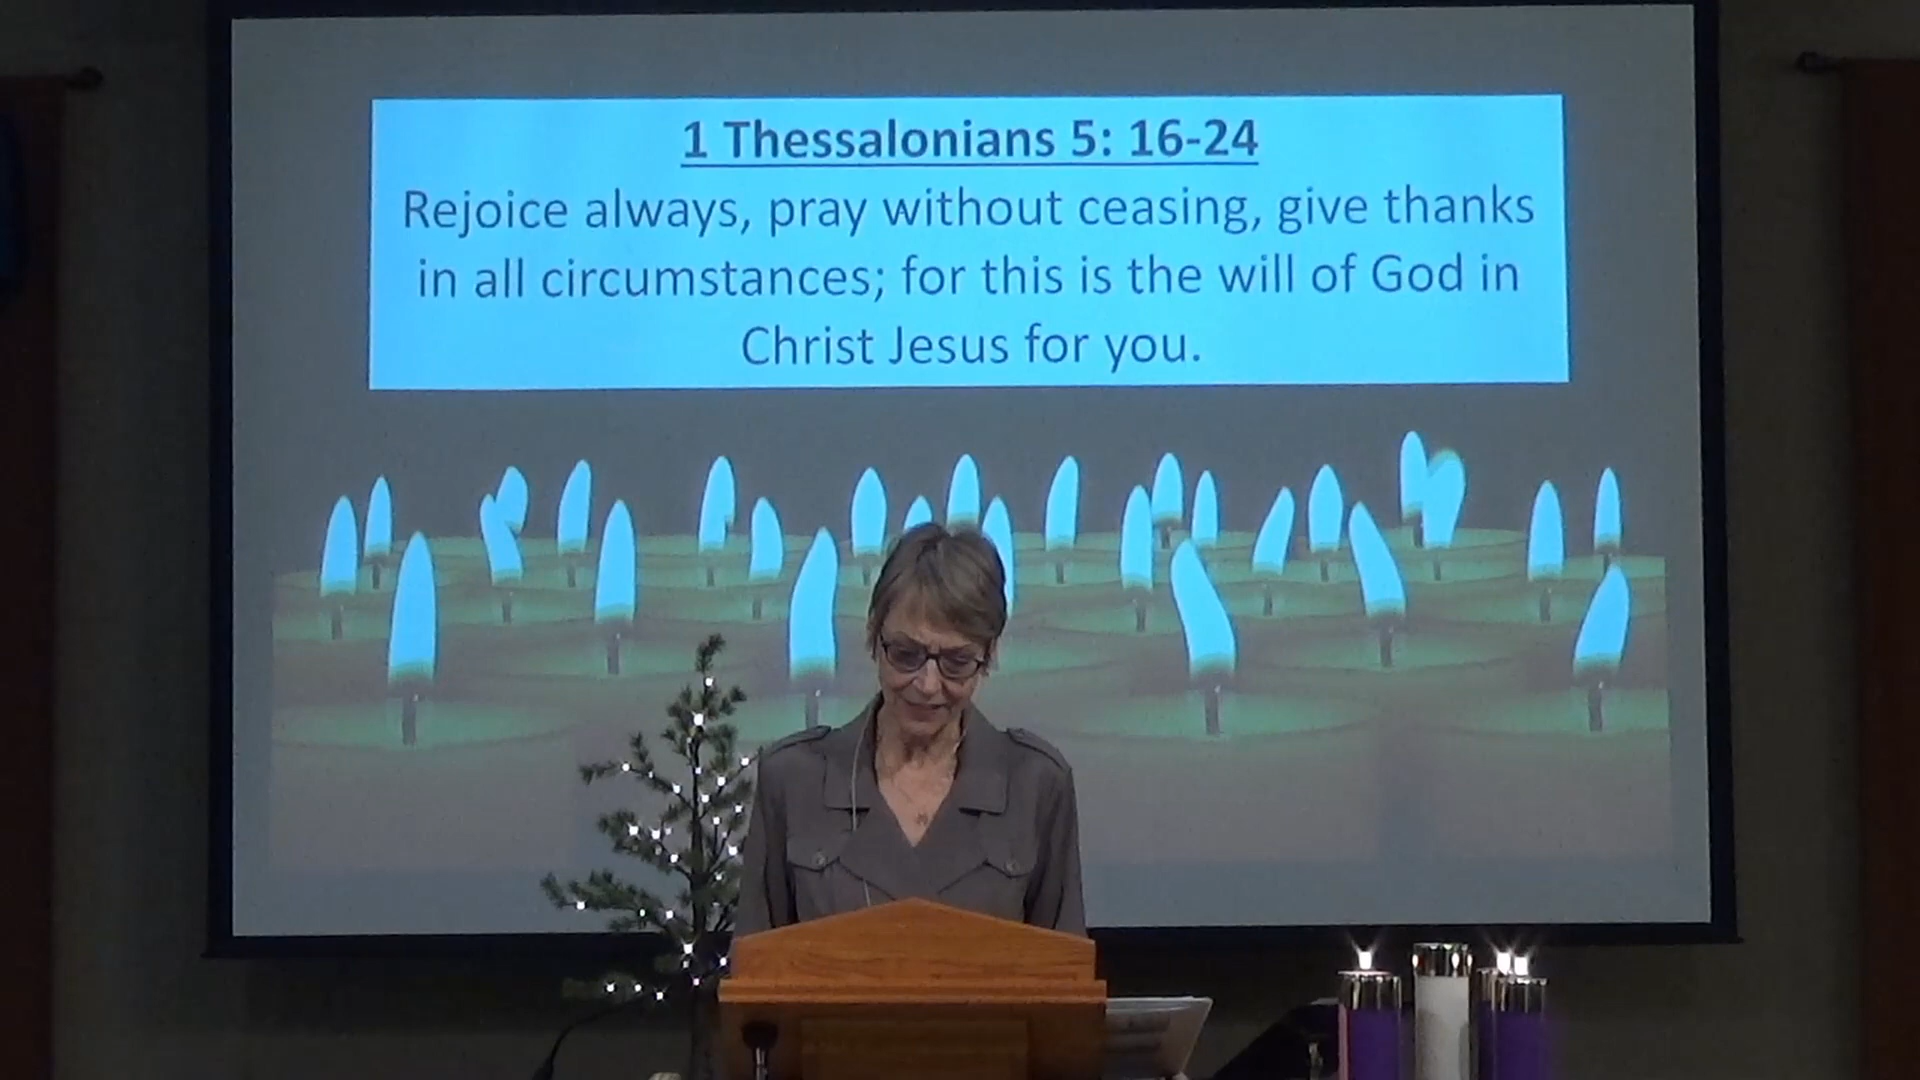 1 Thessalonians 5: 16-24
Rejoice always, pray without ceasing, give thanks
in all circumstances; for this is the will of God in
Christ Jesus for you.